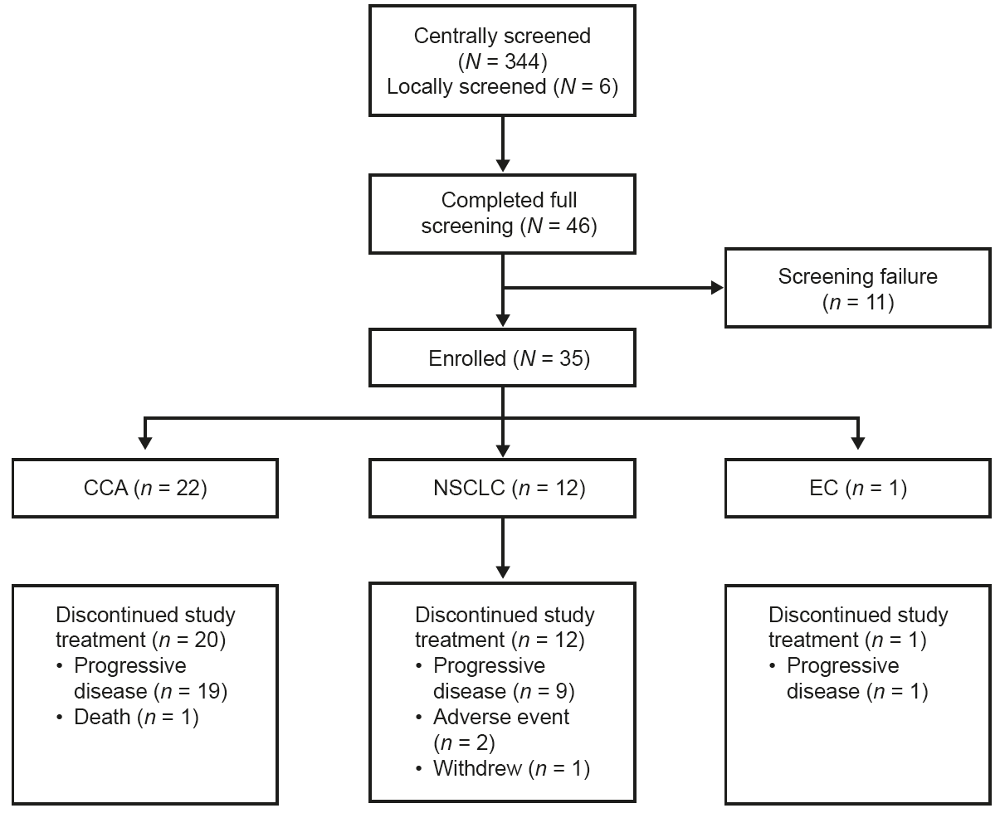 Centrally screened
(N = 344)
Locally screened (N = 6)
Completed full
screening (N = 46)
Screening failure
(n = 11)
Enrolled (N = 35)
CCA (n = 22)
NSCLC (n = 12)
EC (n = 1)
Discontinued study
treatment (n = 20)
• Progressive
disease (n = 19)
• Death (n = 1)
Discontinued study
treatment (n = 12)
• Progressive
disease (n = 9)
• Adverse event
(n = 2)
• Withdrew (n = 1)
Discontinued study
treatment (n = 1)
• Progressive
disease (n = 1)